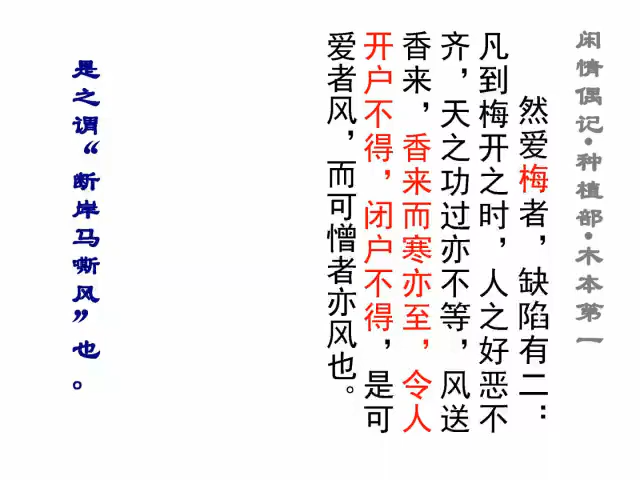 闲情偶记·种植部·木本第一
然爱梅者，缺陷有二：
凡到梅开之时，人之好恶不
齐，天之功过亦不等，风送
香来，香来而寒亦至，令人
开户不得，闭户不得，是可
爱者风，而可憎者亦风也。
是之谓“断岸马嘶风”也。